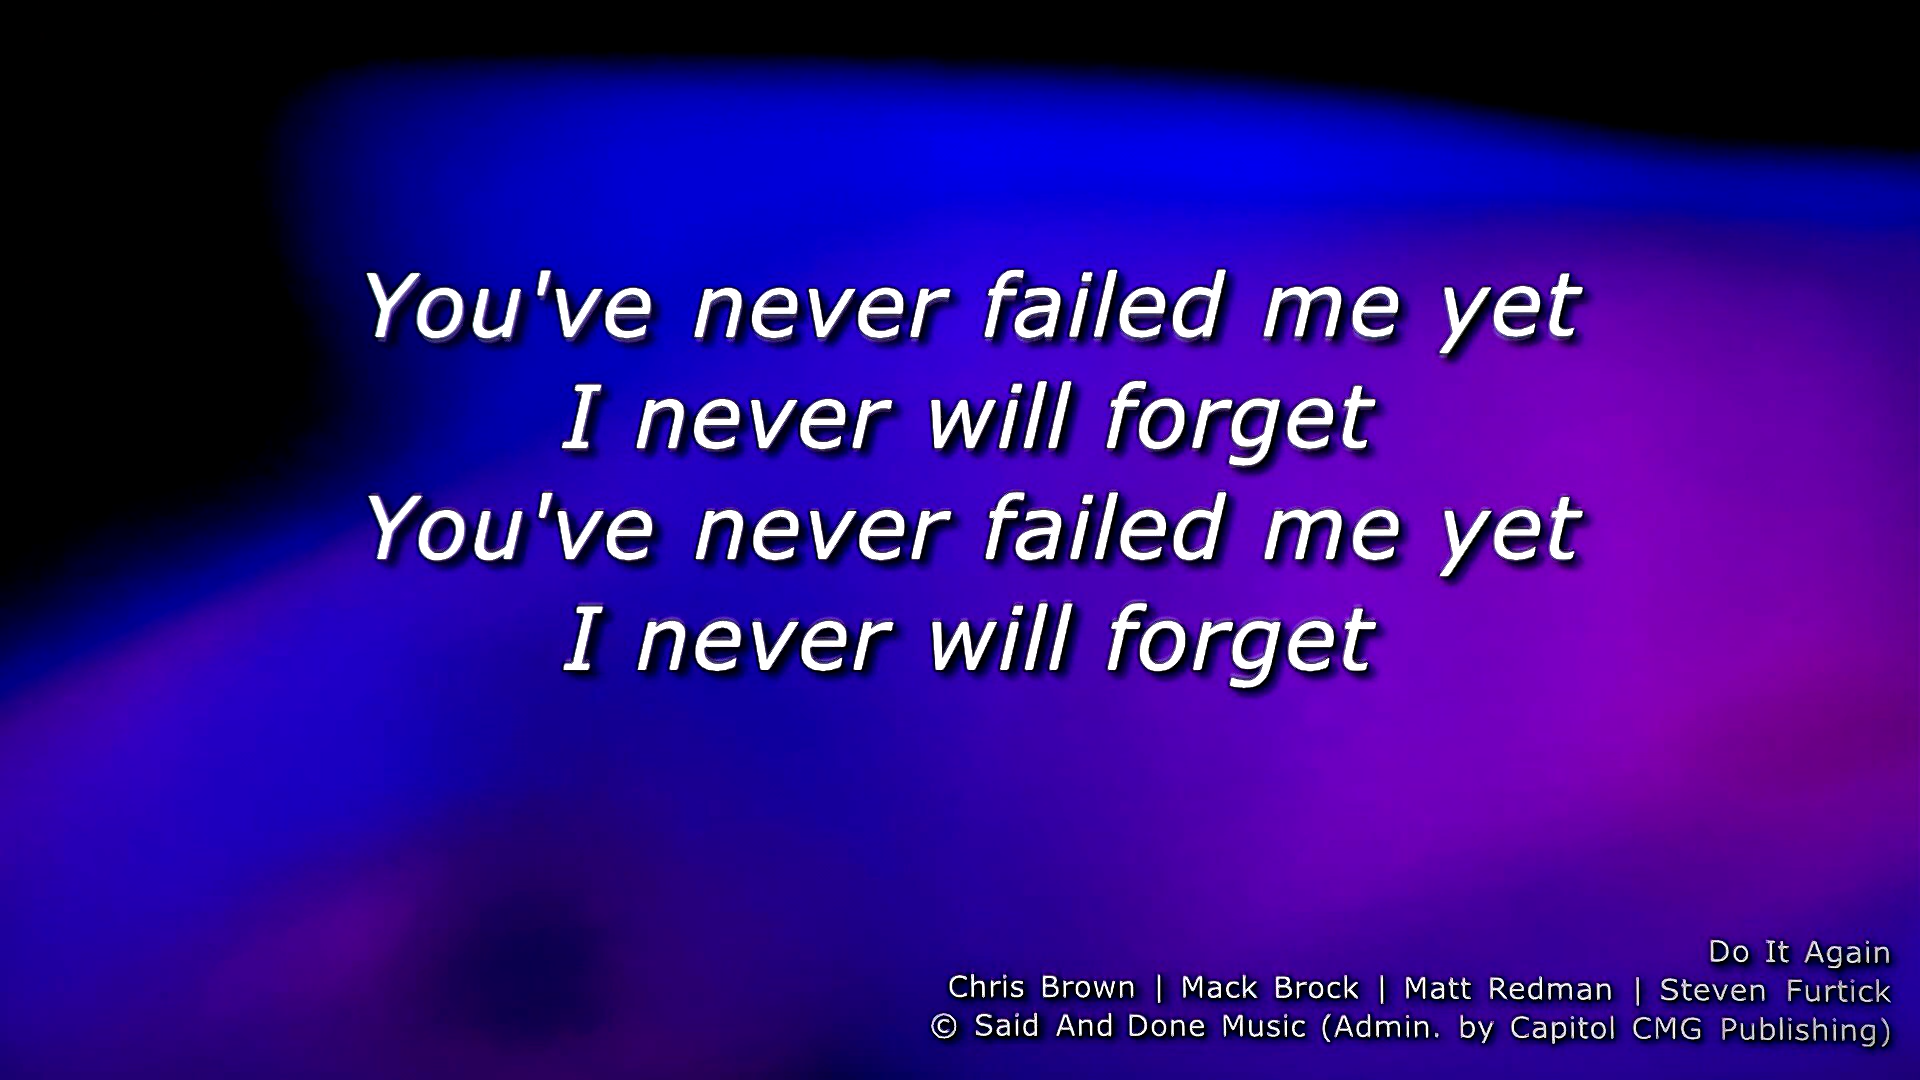 You've never failed me yet
I never will forget
You've never failed me yet
I never will forget
Do It Again
Chris Brown | Mack Brock | Matt Redman | Steven Furtick
© Said And Done Music (Admin. by Capitol CMG Publishing)